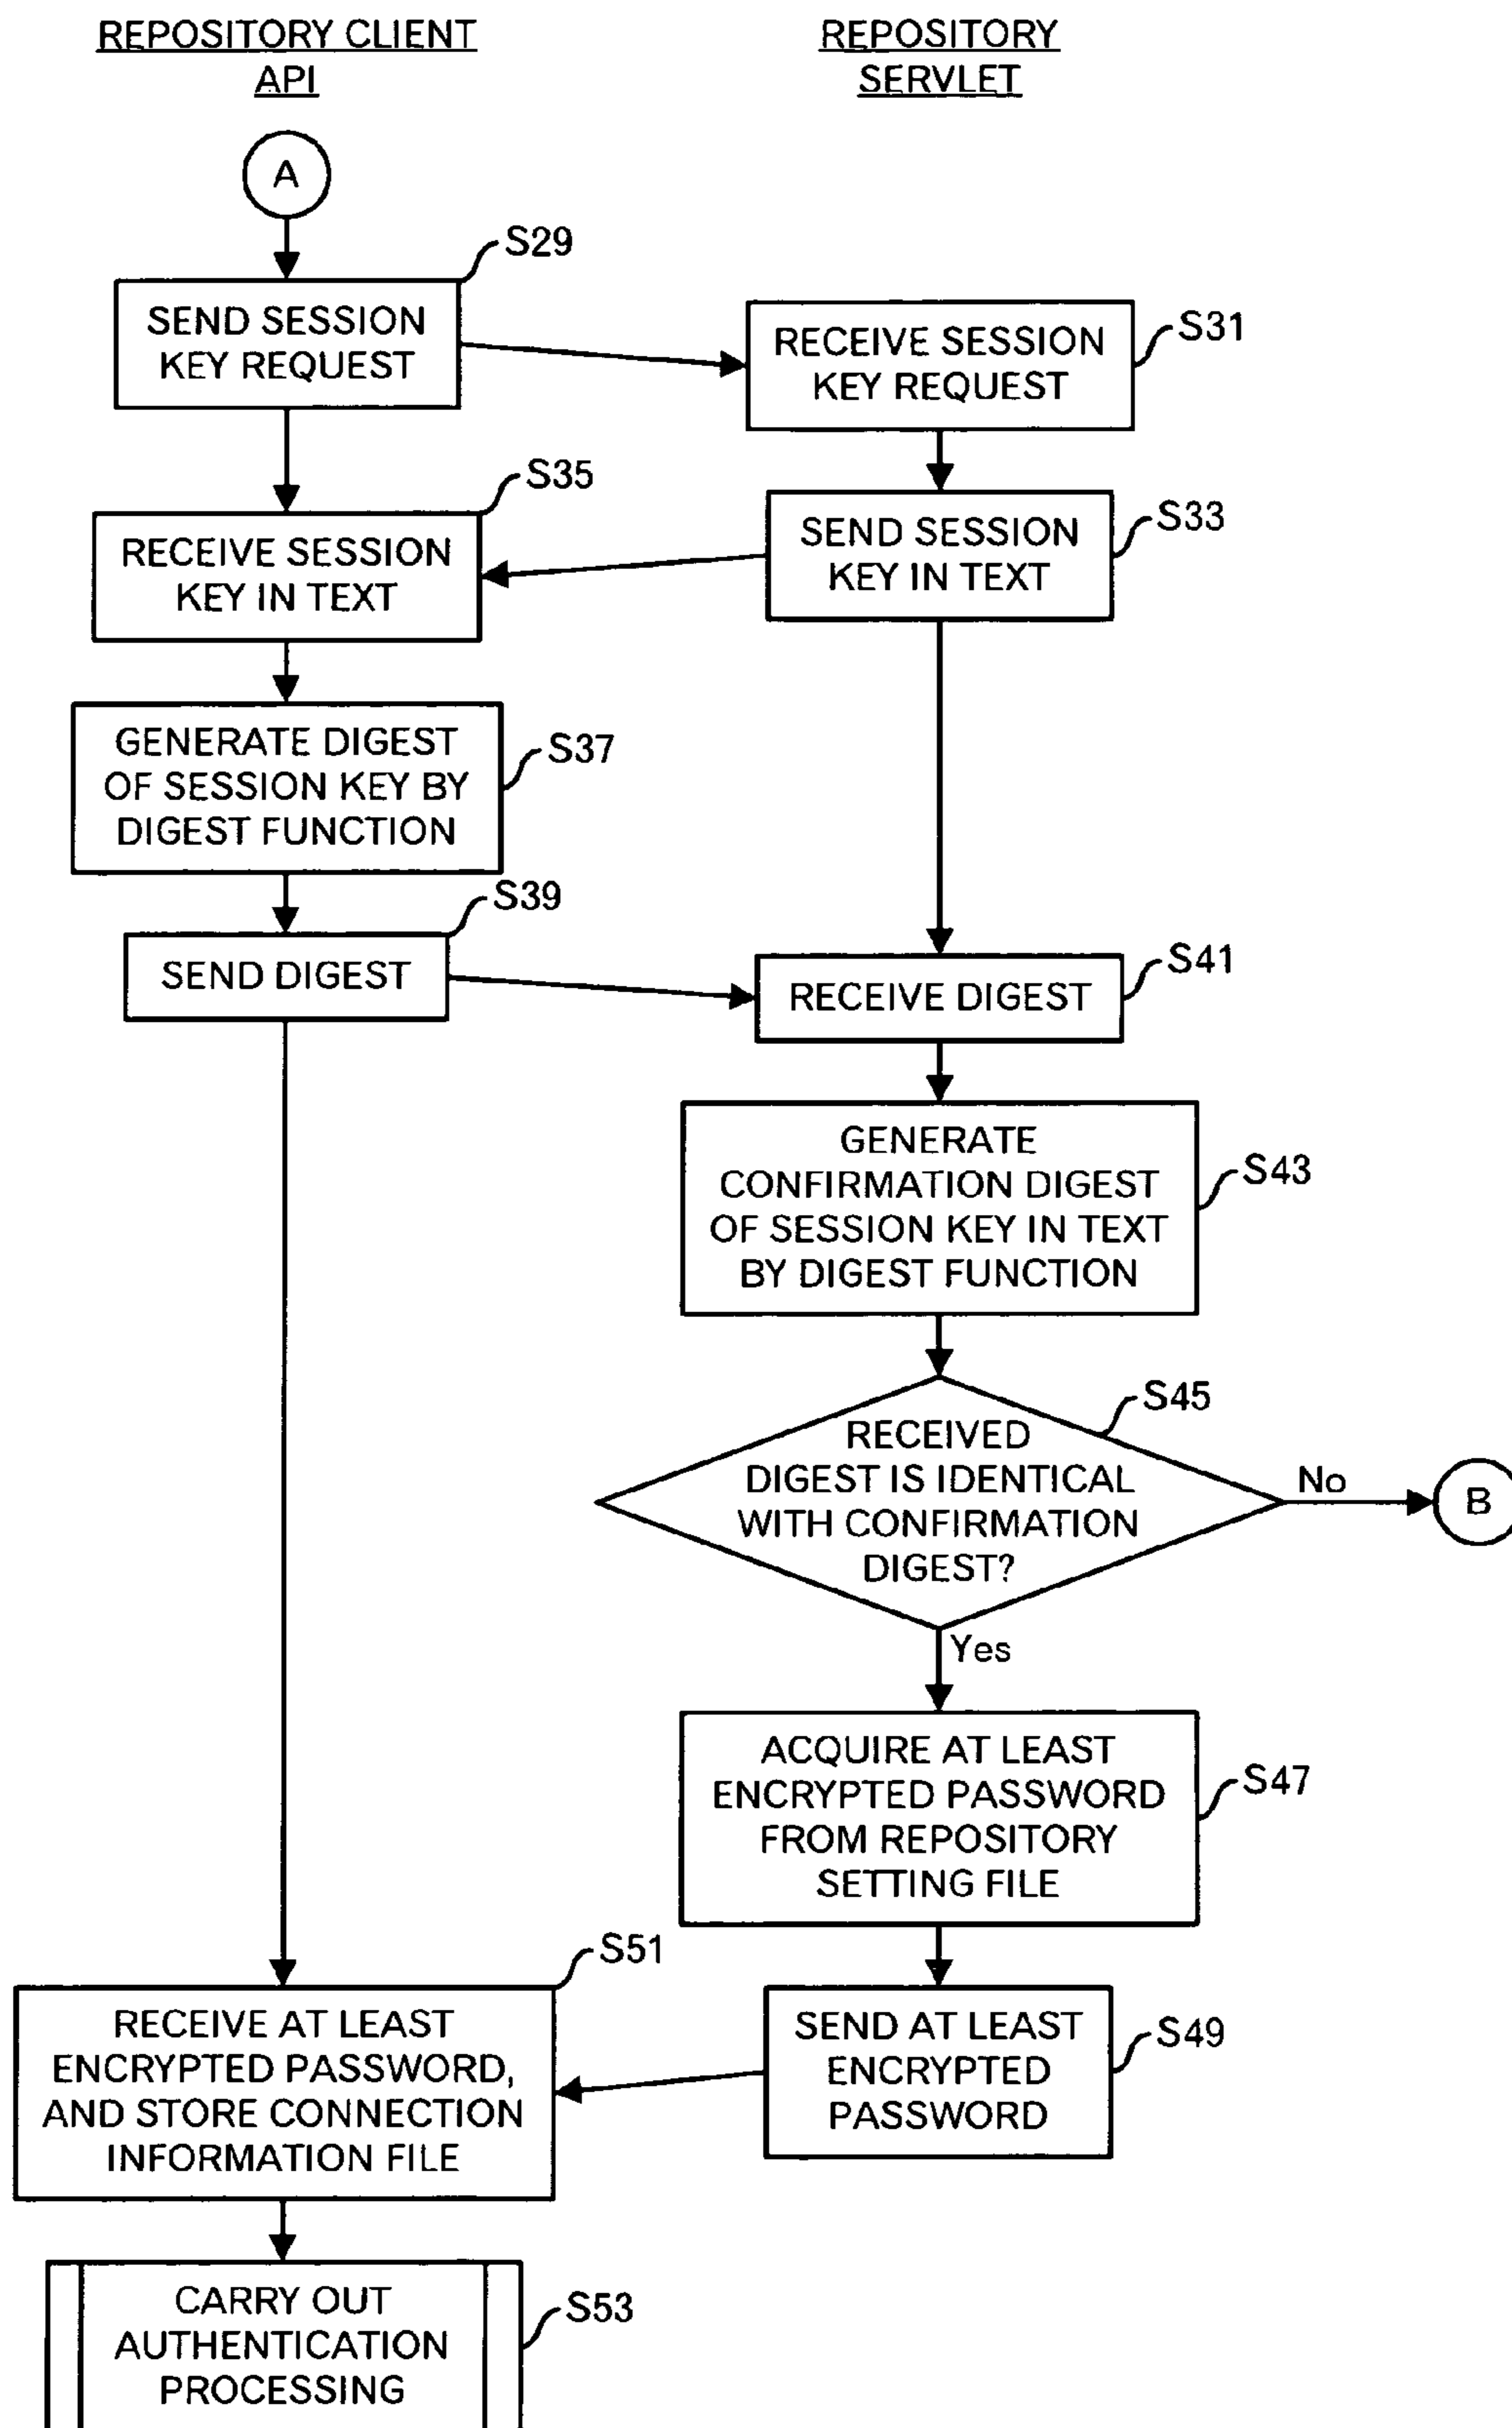 REPOSITORY CLIENT
API
REPOSITORY
SERVLET
A
S29
SEND SESSION
KEY REQUEST
S31
RECEIVE SESSION
KEY REQUEST
S35
RECEIVE SESSION
KEY IN TEXT
S33
SEND SESSION
KEY IN TEXT
S37
GENERATE DIGEST
OF SESSION KEY BY
DIGEST FUNCTION
S39
SEND DIGEST
S41
RECEIVE DIGEST
S43
GENERATE
CONFIRMATION DIGEST
OF SESSION KEY IN TEXT
BY DIGEST FUNCTION
S45
RECEIVED
DIGEST IS IDENTICAL
WITH CONFIRMATION
DIGEST?
No
B
Yes
S47
ACQUIRE AT LEAST
ENCRYPTED PASSWORD
FROM REPOSITORY
SETTING FILE
S51
RECEIVE AT LEAST
ENCRYPTED PASSWORD,
AND STORE CONNECTION
INFORMATION FILE
S49
SEND AT LEAST
ENCRYPTED
PASSWORD
S53
CARRY OUT
AUTHENTICATION
PROCESSING